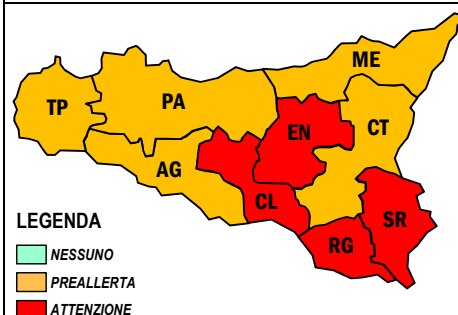 ME
TP
PA
EN
CT
AG
CL
SR
RG
LEGENDA
NESSUNO
PREALLERTA
ATTENZIONE